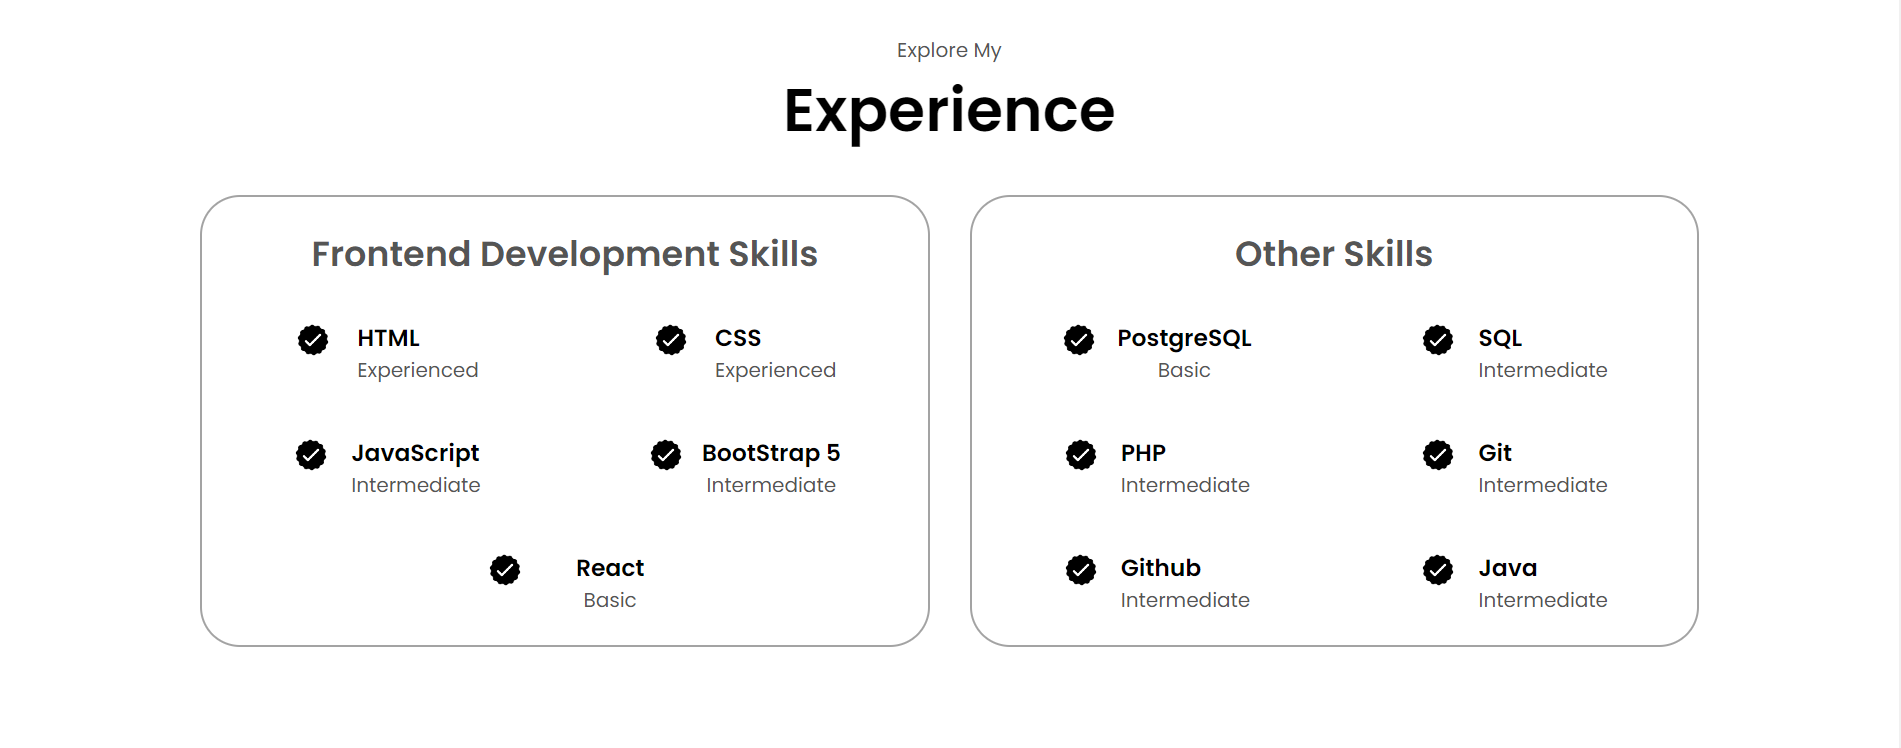 Explore My
Experience
Frontend Development Skills
HTML
Experienced
CSS
Experienced
JavaScript
Intermediate
BootStrap 5
Intermediate
React
Basic
Other Skills
PostgreSQL
Basic
SQL
Intermediate
PHP
Intermediate
Git
Intermediate
Github
Intermediate
Java
Intermediate